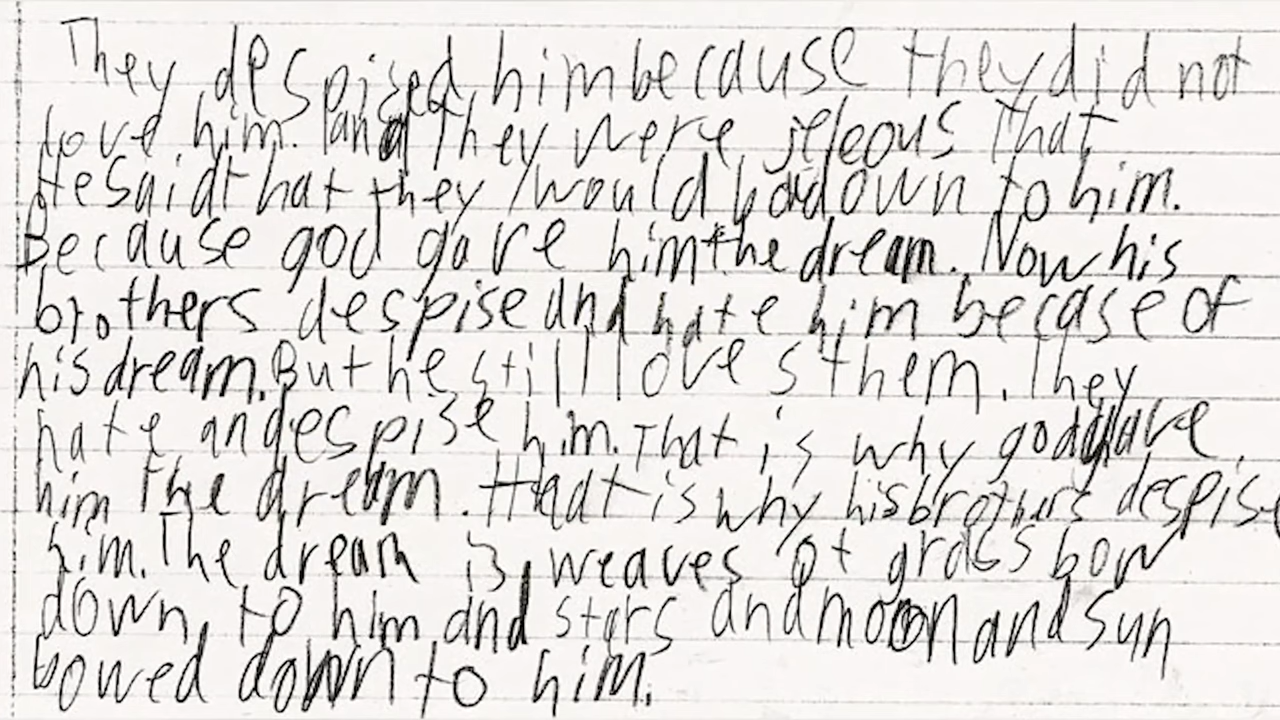 They despised him because they did not
love him. and they were jeleous that
He said that they would down to him.
Because god gave him the dream. Now his
brothers despise and hate him becase of
his dream. But he still loves them. They
hate an despise him. That is why god gave
him the dream. that is why his brothers despise
him. The dream is weaves of grass bow
down to him and stars and moon and sun
bowed down to him.